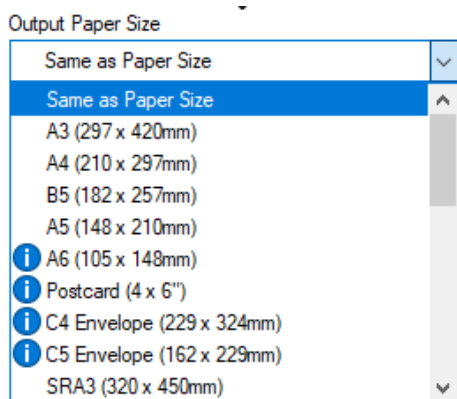 Output Paper Size
Same as Paper Size
Same as Paper Size
A3 (297 x 420mm)
A4 (210 x 297mm)
B5 (182 x 257mm)
A5 (148 x 210mm)
A6 (105 x 148mm)
Postcard (4 x 6")
C4 Envelope (229 x 324mm)
C5 Envelope (162 x 229mm)
SRA3 (320 x 450mm)